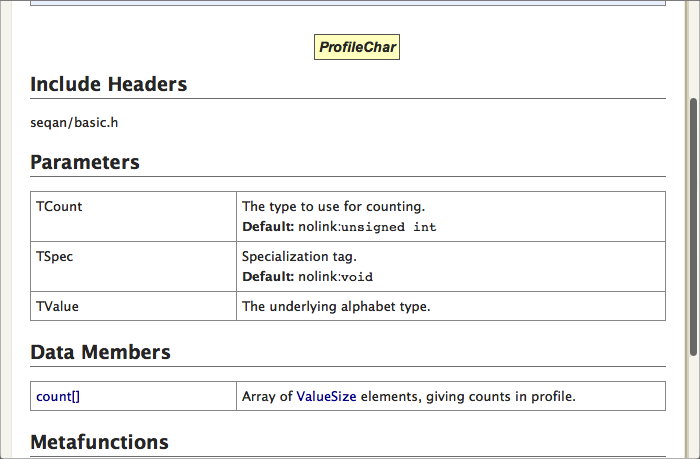 ProfileChar
Include Headers
seqan/basic.h
Parameters
TCount The type to use for counting.
Default: nolink:unsigned int
TSpec Specialization tag.
Default: nolink:void
TValue The underlying alphabet type.
Data Members
count[] Array of ValueSize elements, giving counts in profile.
Metafunctions